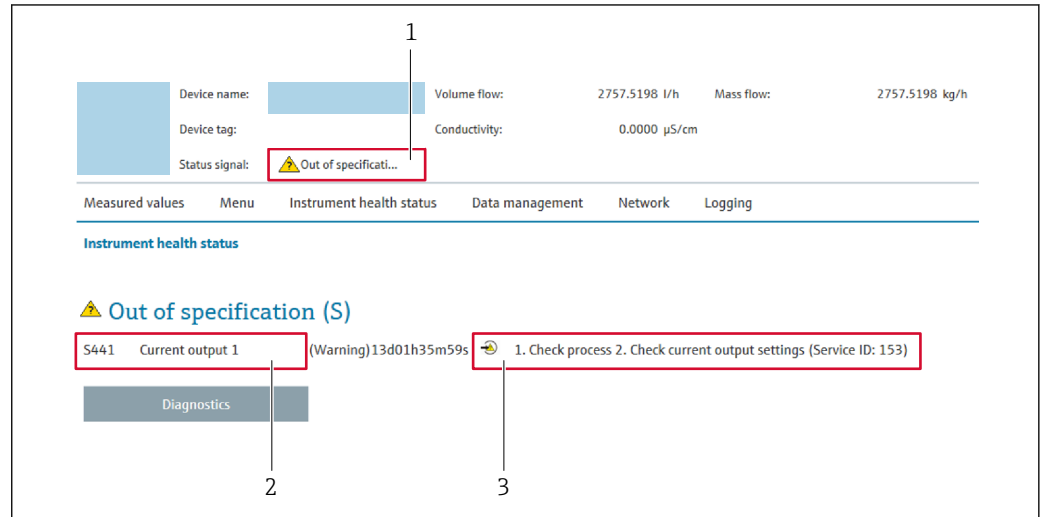 1
Device name: Volume flow: 2757.5198 l/h Mass flow: 2757.5198 kg/h
Device tag: Conductivity: 0.0000 µS/cm
Status signal: Out of specificati...
Measured values Menu Instrument health status Data management Network Logging
Instrument health status
Out of specification (S)
S441 Current output 1 (Warning)13d01h35m59s 1. Check process 2. Check current output settings (Service ID: 153)
Diagnostics
2 3